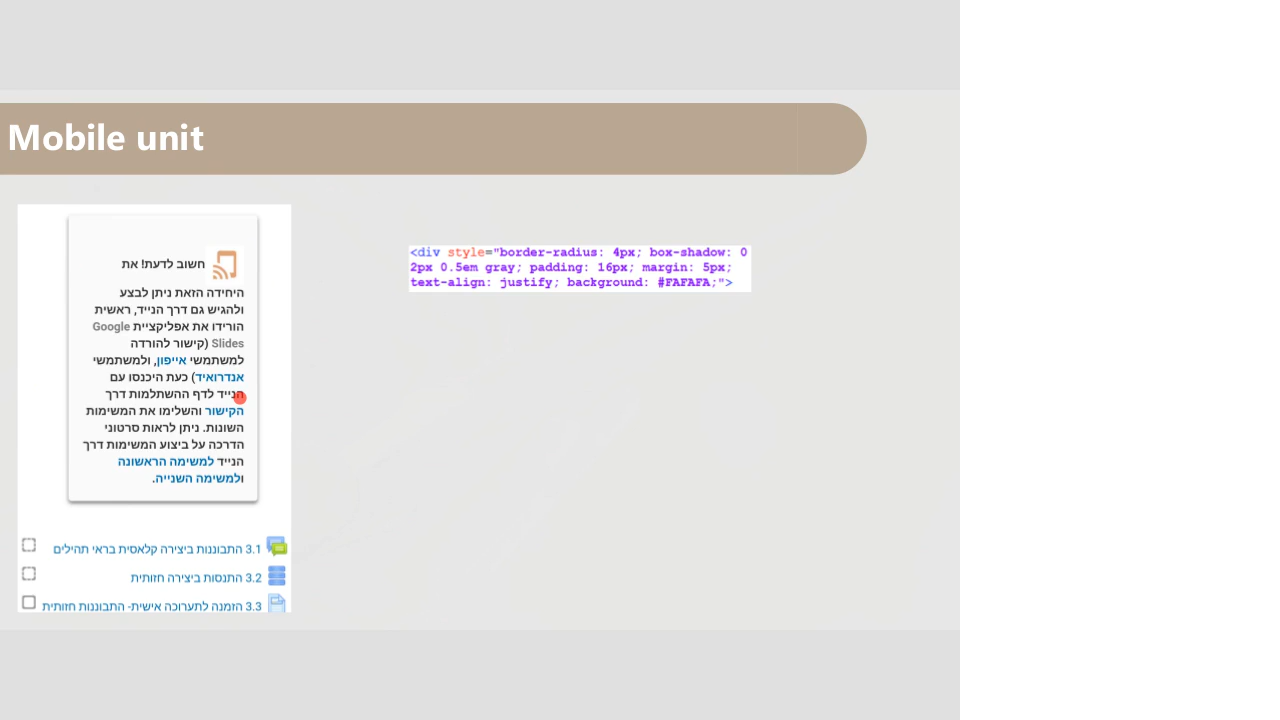 Mobile unit
חשוב לדעת! את
היחידה הזאת ניתן לבצע
ולהגיש גם דרך הנייד, ראשית
הורידו את אפליקציית Google
Slides (קישור להורדה
למשתמשי אייפון, ולמשתמשי
אנדרואיד) כעת היכנסו עם
הנייד לדף ההשתלמות דרך
הקישור והשלימו את המשימות
השונות. ניתן לראות סרטוני
הדרכה על ביצוע המשימות דרך
הנייד למשימה הראשונה
ולמשימה השנייה.
3.1 התבוננות ביצירה קלאסית בראי תהילים
3.2 התנסות ביצירה חזותית
3.3 הזמנה לתערוכה אישית- התבוננות חזותית
<div style="border-radius: 4px; box-shadow: 0
2px 0.5em gray; padding: 16px; margin: 5px;
text-align: justify; background: #FAFAFA;">